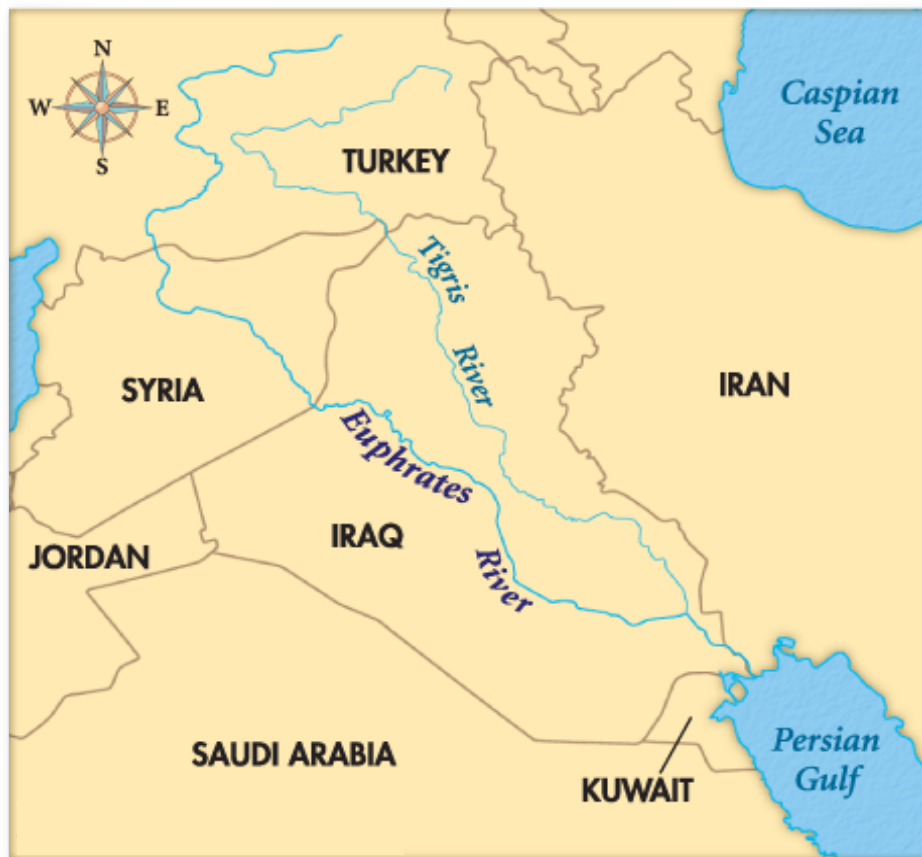 N
W E
S
Caspian
Sea
TURKEY
Tigris
River
SYRIA
IRAN
Euphrates
River
IRAQ
JORDAN
SAUDI ARABIA
KUWAIT
Persian
Gulf